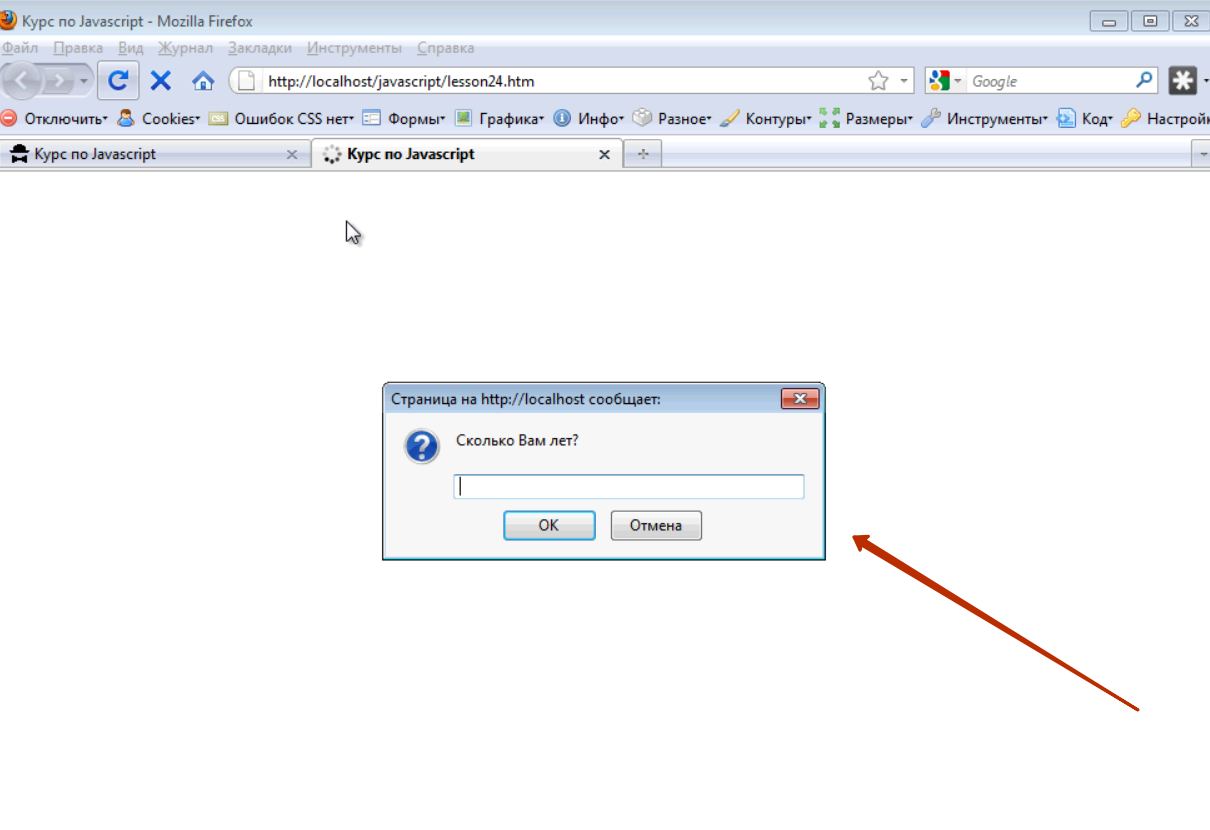 Курс по Javascript - Mozilla Firefox
Файл Правка Вид Журнал Закладки Инструменты Справка
http://localhost/javascript/lesson24.htm Google
Отключить Cookies CSS Ошибок CSS нет Формы Графика Инфо Разное Контуры Размеры Инструменты Код Настрой
Курс по Javascript Курс по Javascript
Страница на http://localhost сообщает:
Сколько Вам лет?
OK Отмена